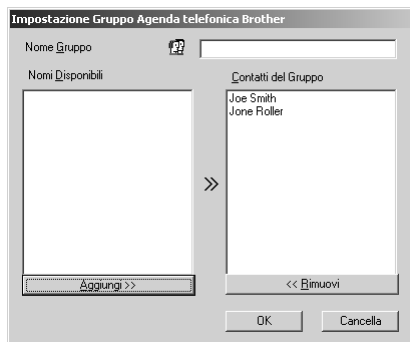 Impostazione Gruppo Agenda telefonica Brother
Nome Gruppo
Nomi Disponibili
Contatti del Gruppo
Joe Smith
Jone Roller
Aggiungi >>
<< Rimuovi
OK
Cancella